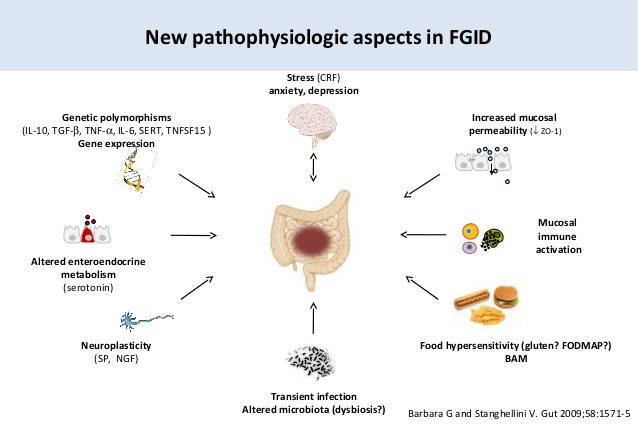 New pathophysiologic aspects in FGID
Stress (CRF)
anxiety, depression
Genetic polymorphisms
(IL-10, TGF-β, TNF-α, IL-6, SERT, TNFSF15 )
Gene expression
Increased mucosal
permeability (↓ ZO-1)
Altered enteroendocrine
metabolism
(serotonin)
Mucosal
immune
activation
Neuroplasticity
(SP, NGF)
Food hypersensitivity (gluten? FODMAP?)
BAM
Transient infection
Altered microbiota (dysbiosis?)
Barbara G and Stanghellini V. Gut 2009;58:1571-5